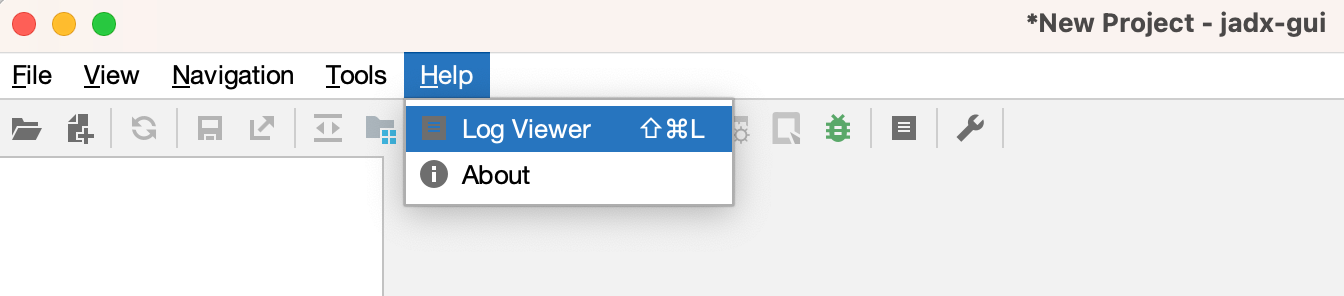 *New Project - jadx-gui
File View Navigation Tools Help
Log Viewer ⇧⌘L
About